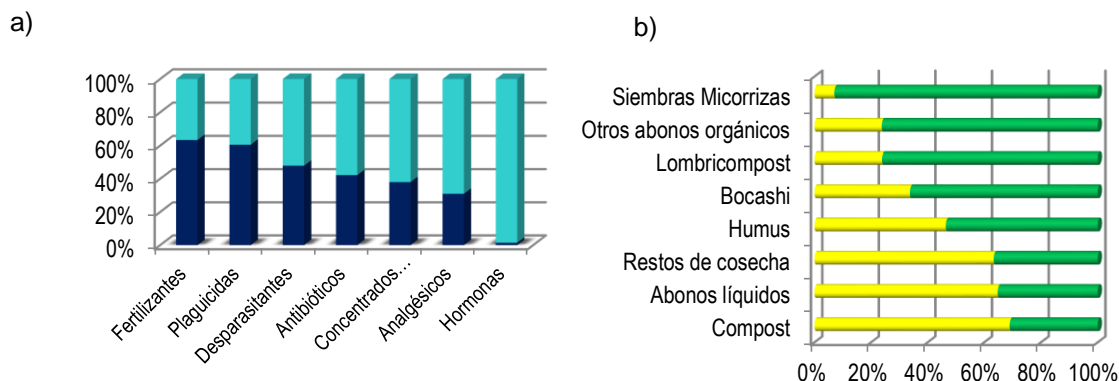 a)
100%
80%
60%
40%
20%
0%
Fertilizantes
Plaguicidas
Desparasitantes
Antibióticos
Concentrados...
Analgésicos
Hormonas
b)
Siembras Micorrizas
Otros abonos orgánicos
Lombricompost
Bocashi
Humus
Restos de cosecha
Abonos líquidos
Compost
0% 20% 40% 60% 80% 100%